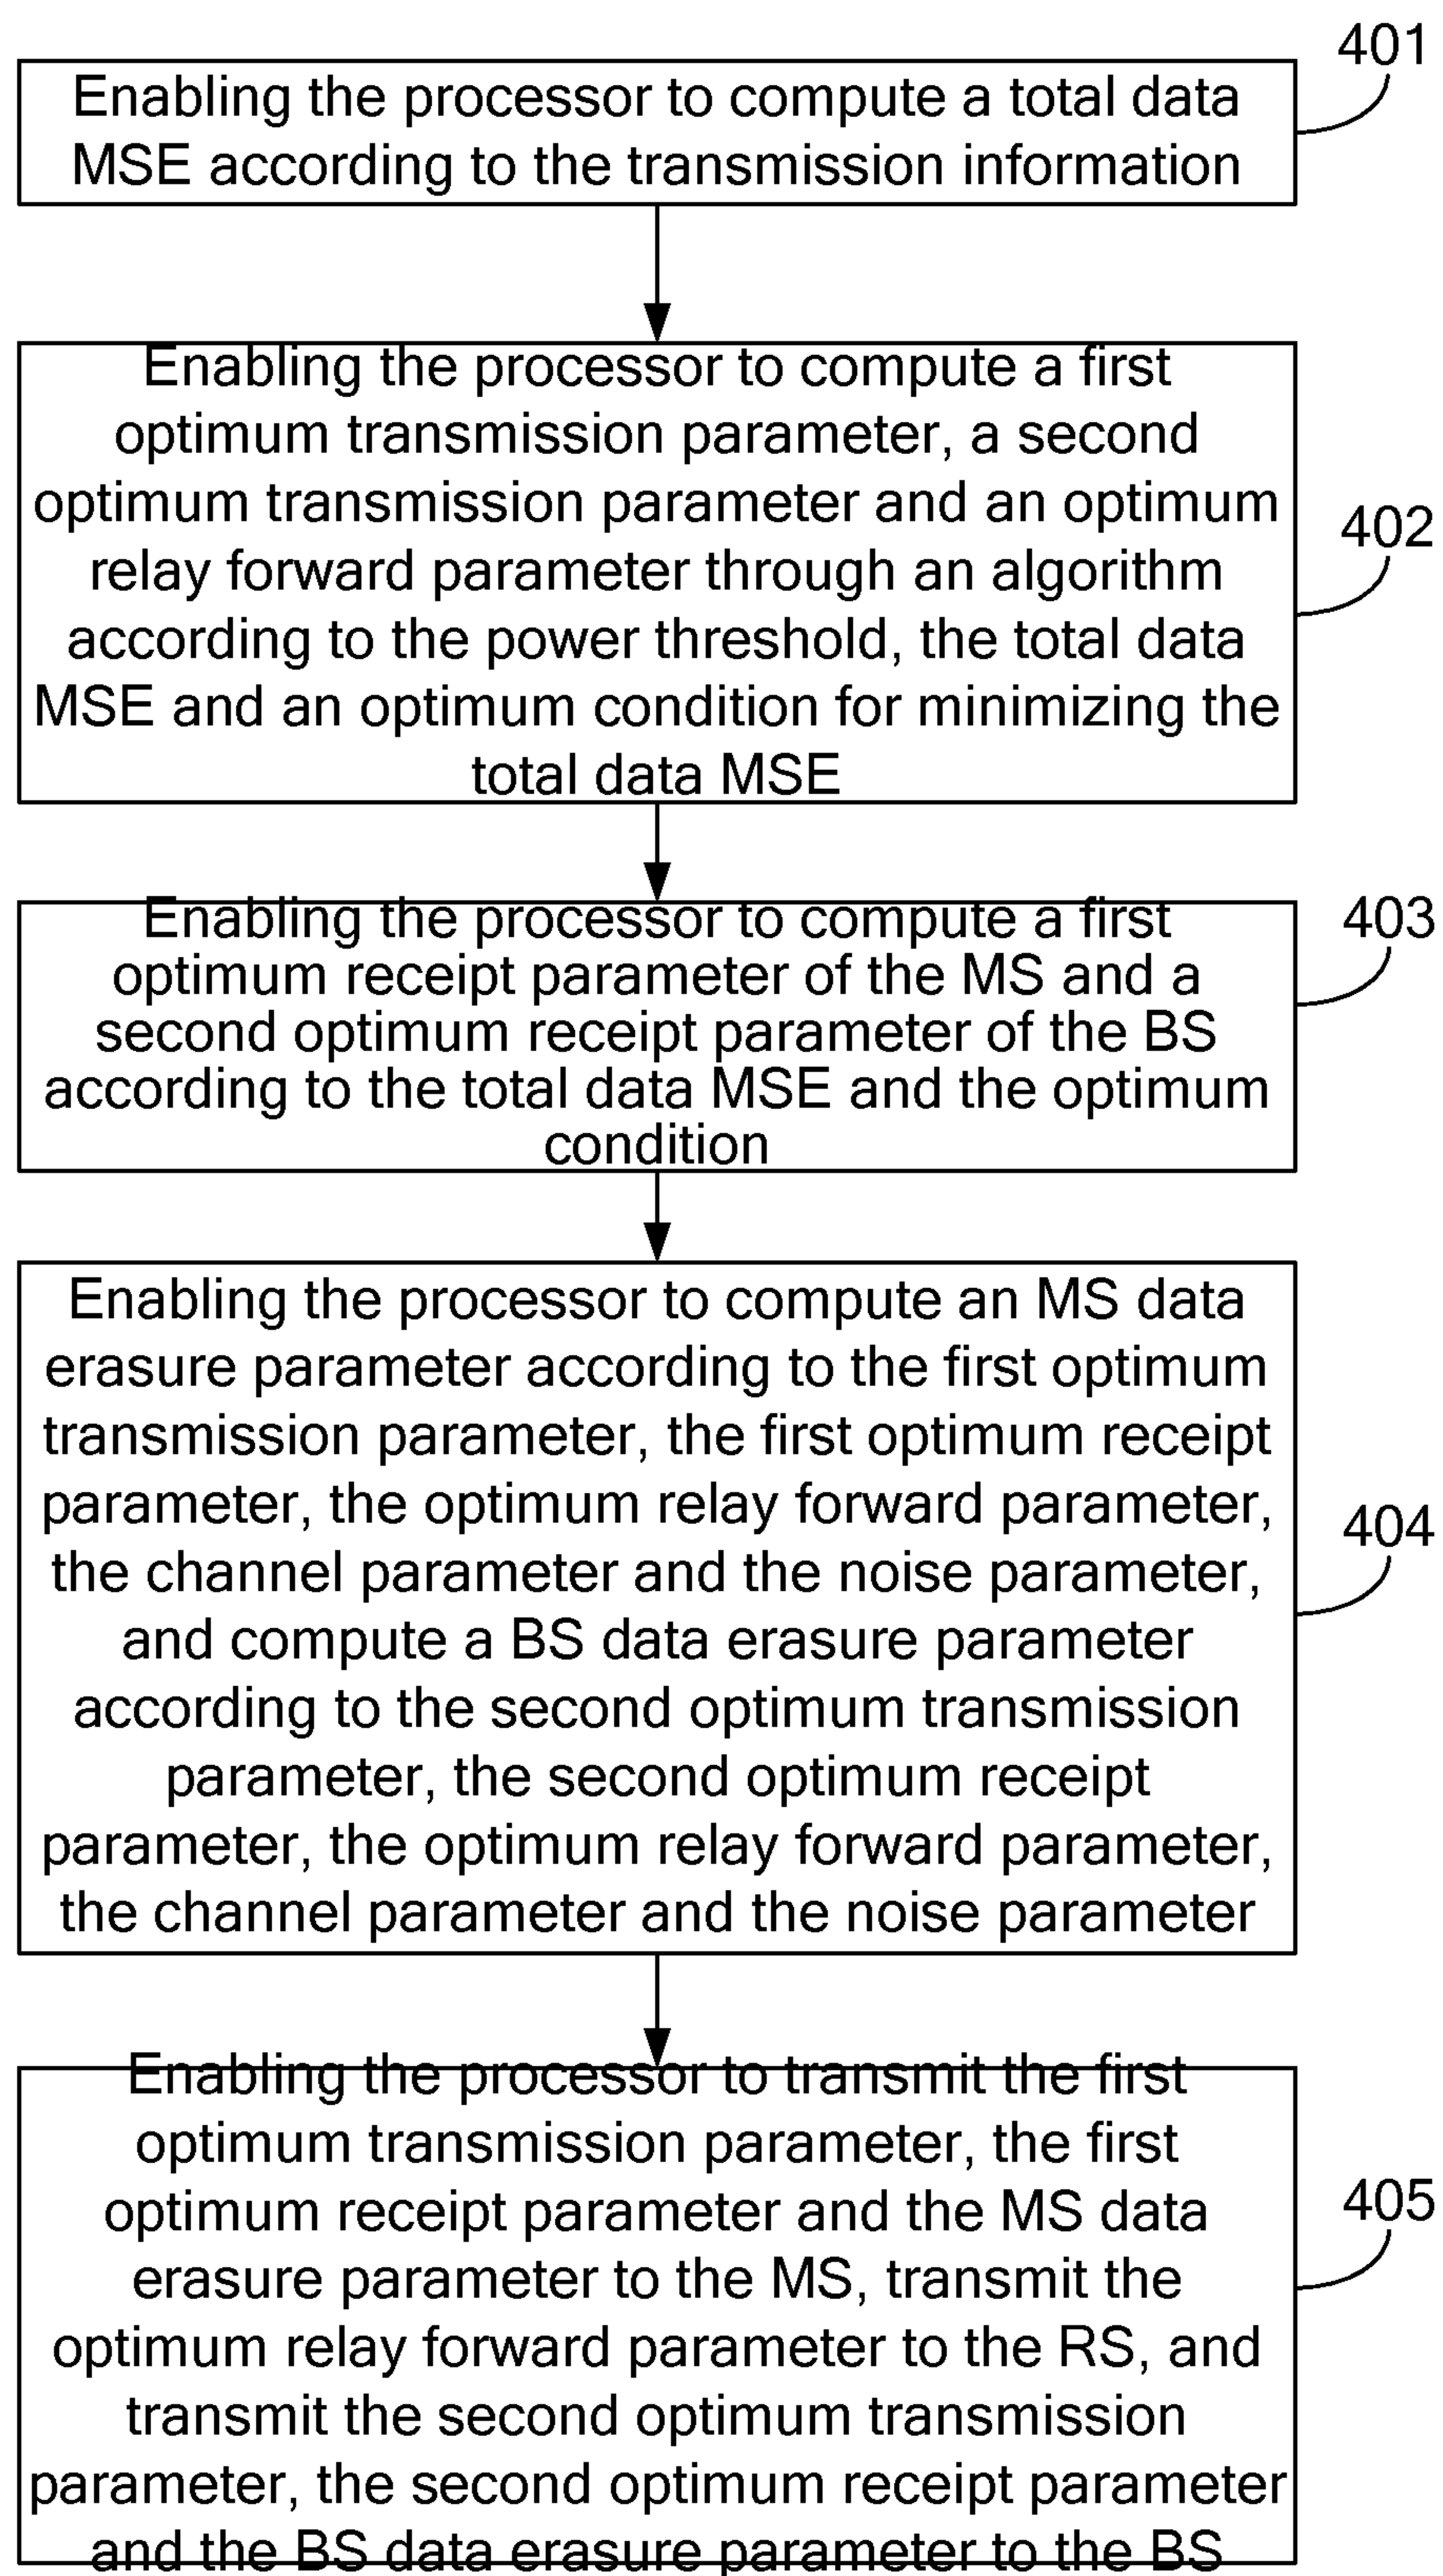 401
Enabling the processor to compute a total data
MSE according to the transmission information
Enabling the processor to compute a first
optimum transmission parameter, a second
optimum transmission parameter and an optimum
relay forward parameter through an algorithm
according to the power threshold, the total data
MSE and an optimum condition for minimizing the
total data MSE
402
Enabling the processor to compute a first
optimum receipt parameter of the MS and a
second optimum receipt parameter of the BS
according to the total data MSE and the optimum
condition
403
Enabling the processor to compute an MS data
erasure parameter according to the first optimum
transmission parameter, the first optimum receipt
parameter, the optimum relay forward parameter,
the channel parameter and the noise parameter,
and compute a BS data erasure parameter
according to the second optimum transmission
parameter, the second optimum receipt
parameter, the optimum relay forward parameter,
the channel parameter and the noise parameter
404
Enabling the processor to transmit the first
optimum transmission parameter, the first
optimum receipt parameter and the MS data
erasure parameter to the MS, transmit the
optimum relay forward parameter to the RS, and
transmit the second optimum transmission
parameter, the second optimum receipt parameter
and the BS data erasure parameter to the BS
405